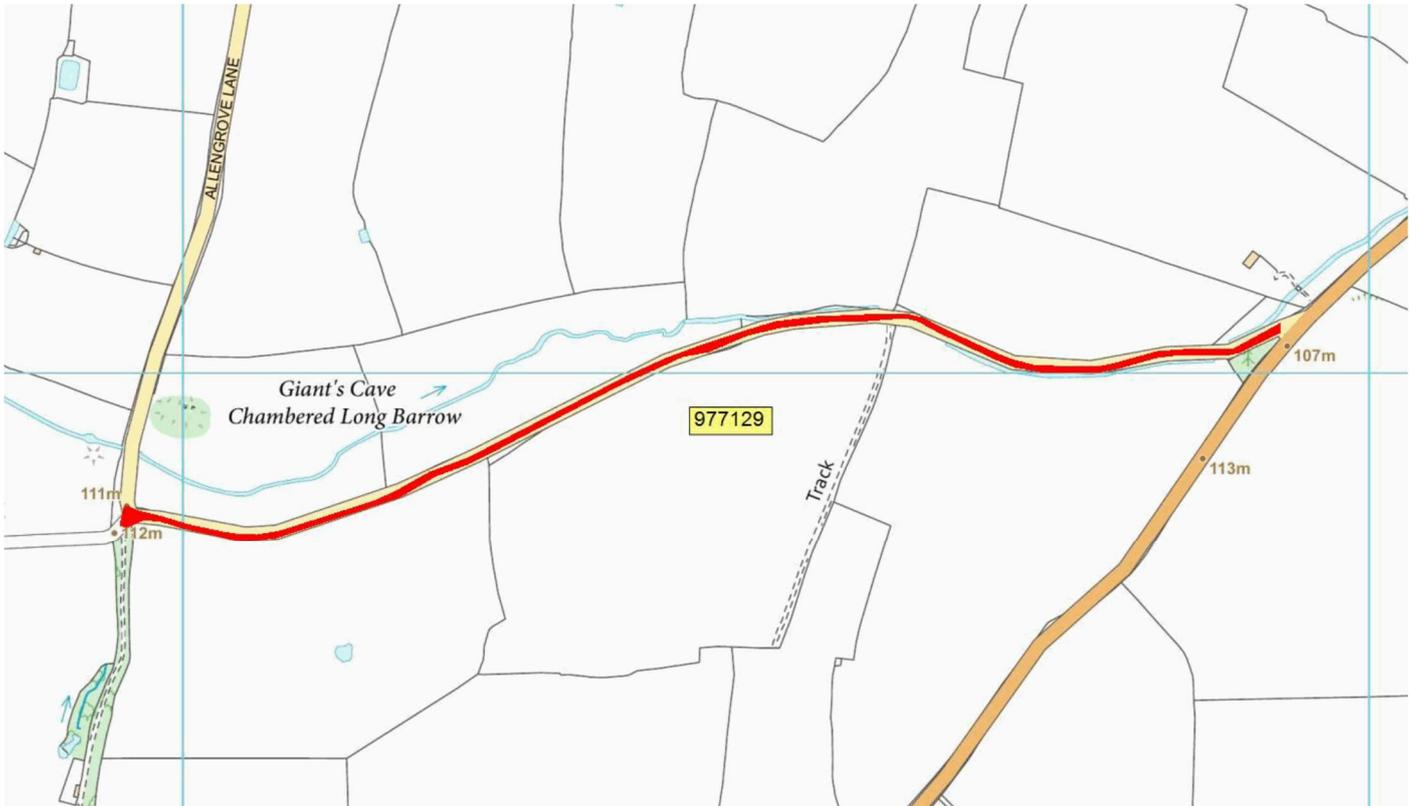 ALLENGROVE LANE
Giant's Cave
Chambered Long Barrow
107m
977129
113m
Track
111m
112m